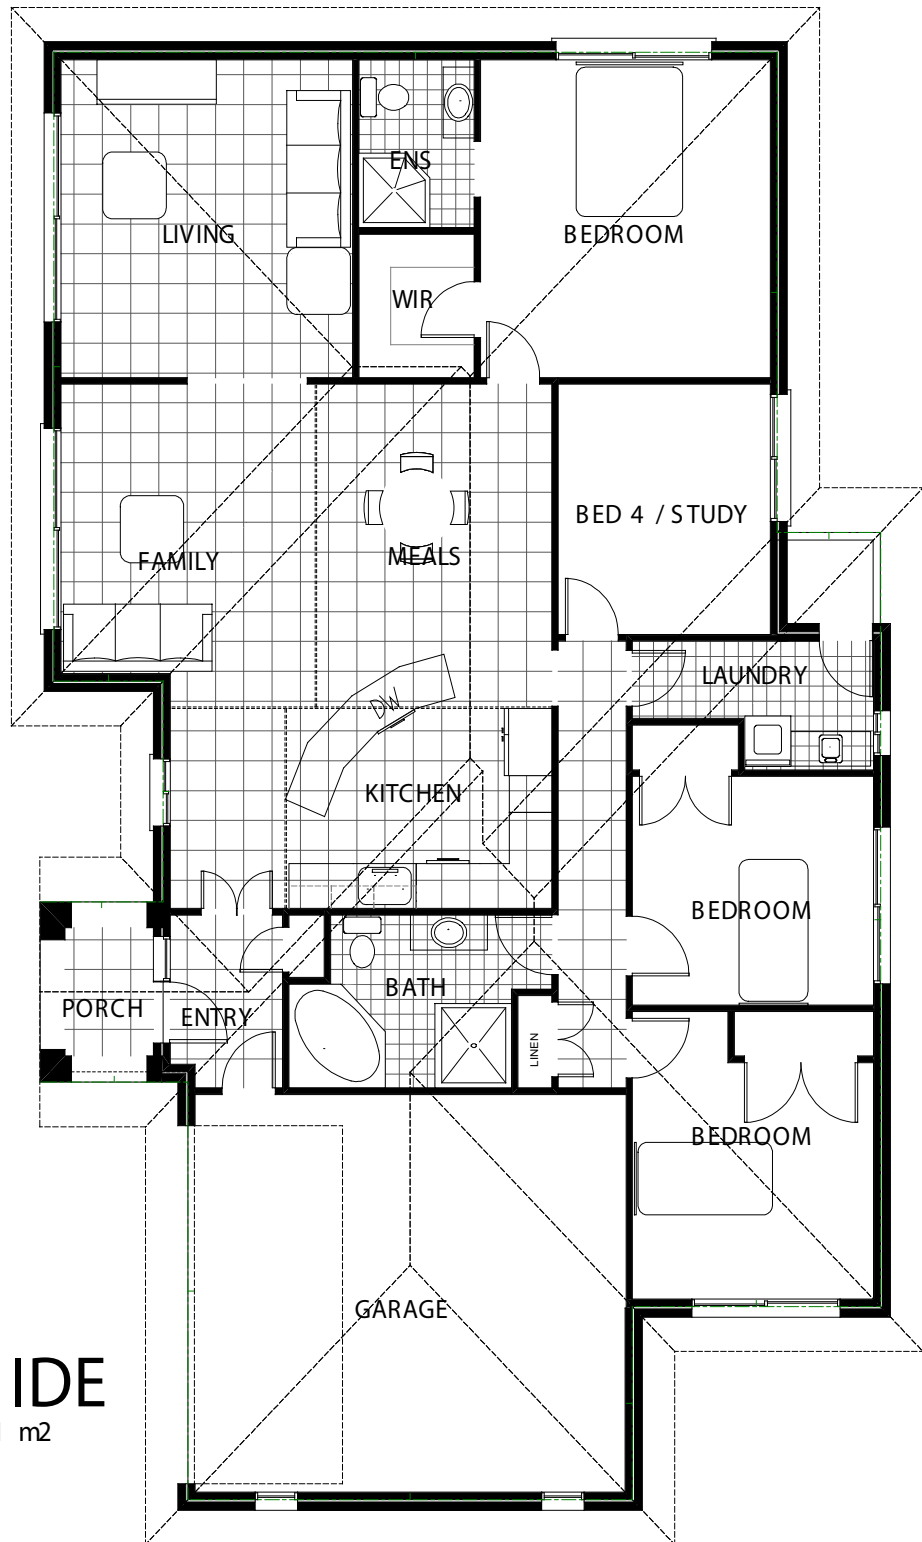 ENS
LIVING
BEDROOM
WIR
BED 4 / STUDY
FAMILY
MEALS
LAUNDRY
DW
KITCHEN
BEDROOM
BATH
PORCH
ENTRY
LINEN
BEDROOM
GARAGE
IDE
m2